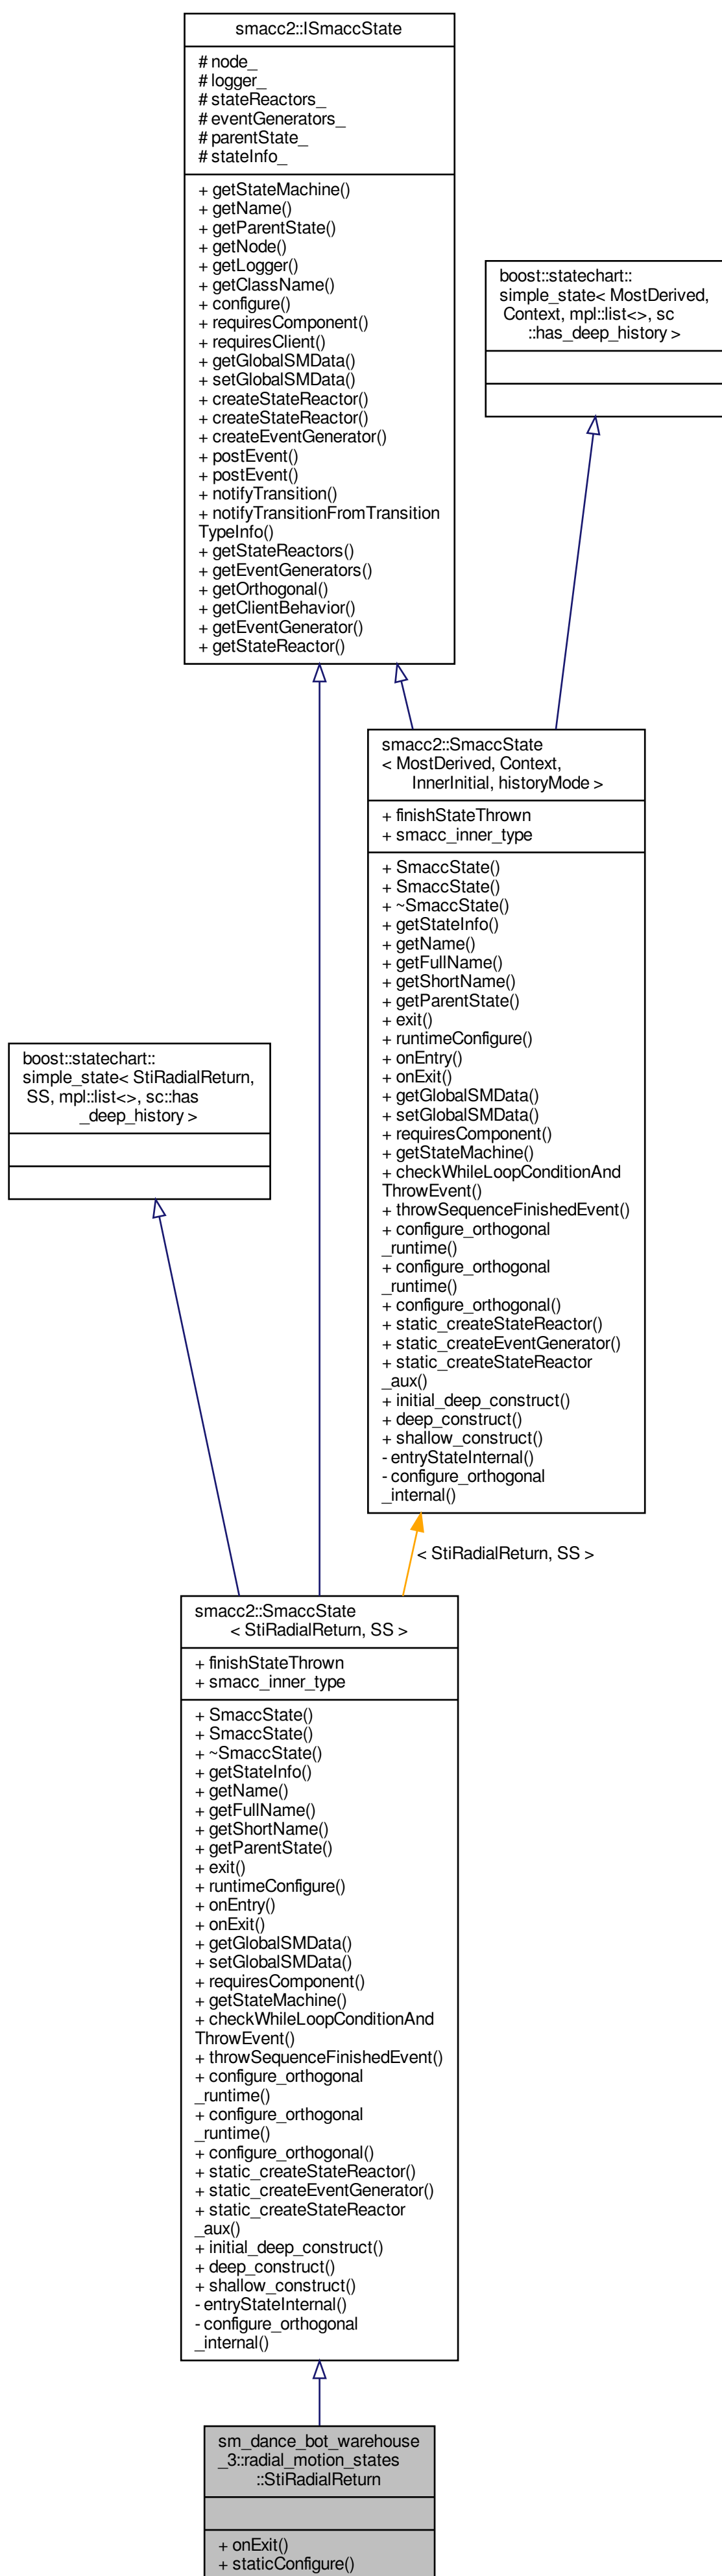 smacc2::ISmaccState
# node_
# logger_
# stateReactors_
# eventGenerators_
# parentState_
# stateInfo_
+ getStateMachine()
+ getName()
+ getParentState()
+ getNode()
+ getLogger()
+ getClassName()
+ configure()
+ requiresComponent()
+ requiresClient()
+ getGlobalSMData()
+ setGlobalSMData()
+ createStateReactor()
+ createStateReactor()
+ createEventGenerator()
+ postEvent()
+ postEvent()
+ notifyTransition()
+ notifyTransitionFromTransition
TypeInfo()
+ getStateReactors()
+ getEventGenerators()
+ getOrthogonal()
+ getClientBehavior()
+ getEventGenerator()
+ getStateReactor()
boost::statechart::
simple_state< MostDerived,
Context, mpl::list<>, sc
::has_deep_history >
smacc2::SmaccState
< MostDerived, Context,
InnerInitial, historyMode >
+ finishStateThrown
+ smacc_inner_type
+ SmaccState()
+ SmaccState()
+ ~SmaccState()
+ getStateInfo()
+ getName()
+ getFullName()
+ getShortName()
+ getParentState()
+ exit()
+ runtimeConfigure()
+ onEntry()
+ onExit()
+ getGlobalSMData()
+ setGlobalSMData()
+ requiresComponent()
+ getStateMachine()
+ checkWhileLoopConditionAnd
ThrowEvent()
+ throwSequenceFinishedEvent()
+ configure_orthogonal
_runtime()
+ configure_orthogonal
_runtime()
+ configure_orthogonal()
+ static_createStateReactor()
+ static_createEventGenerator()
+ static_createStateReactor
_aux()
+ initial_deep_construct()
+ deep_construct()
+ shallow_construct()
- entryStateInternal()
- configure_orthogonal
_internal()
boost::statechart::
simple_state< StiRadialReturn,
SS, mpl::list<>, sc::has
_deep_history >
< StiRadialReturn, SS >
smacc2::SmaccState
< StiRadialReturn, SS >
+ finishStateThrown
+ smacc_inner_type
+ SmaccState()
+ SmaccState()
+ ~SmaccState()
+ getStateInfo()
+ getName()
+ getFullName()
+ getShortName()
+ getParentState()
+ exit()
+ runtimeConfigure()
+ onEntry()
+ onExit()
+ getGlobalSMData()
+ setGlobalSMData()
+ requiresComponent()
+ getStateMachine()
+ checkWhileLoopConditionAnd
ThrowEvent()
+ throwSequenceFinishedEvent()
+ configure_orthogonal
_runtime()
+ configure_orthogonal
_runtime()
+ configure_orthogonal()
+ static_createStateReactor()
+ static_createEventGenerator()
+ static_createStateReactor
_aux()
+ initial_deep_construct()
+ deep_construct()
+ shallow_construct()
- entryStateInternal()
- configure_orthogonal
_internal()
sm_dance_bot_warehouse
_3::radial_motion_states
::StiRadialReturn
+ onExit()
+ staticConfigure()